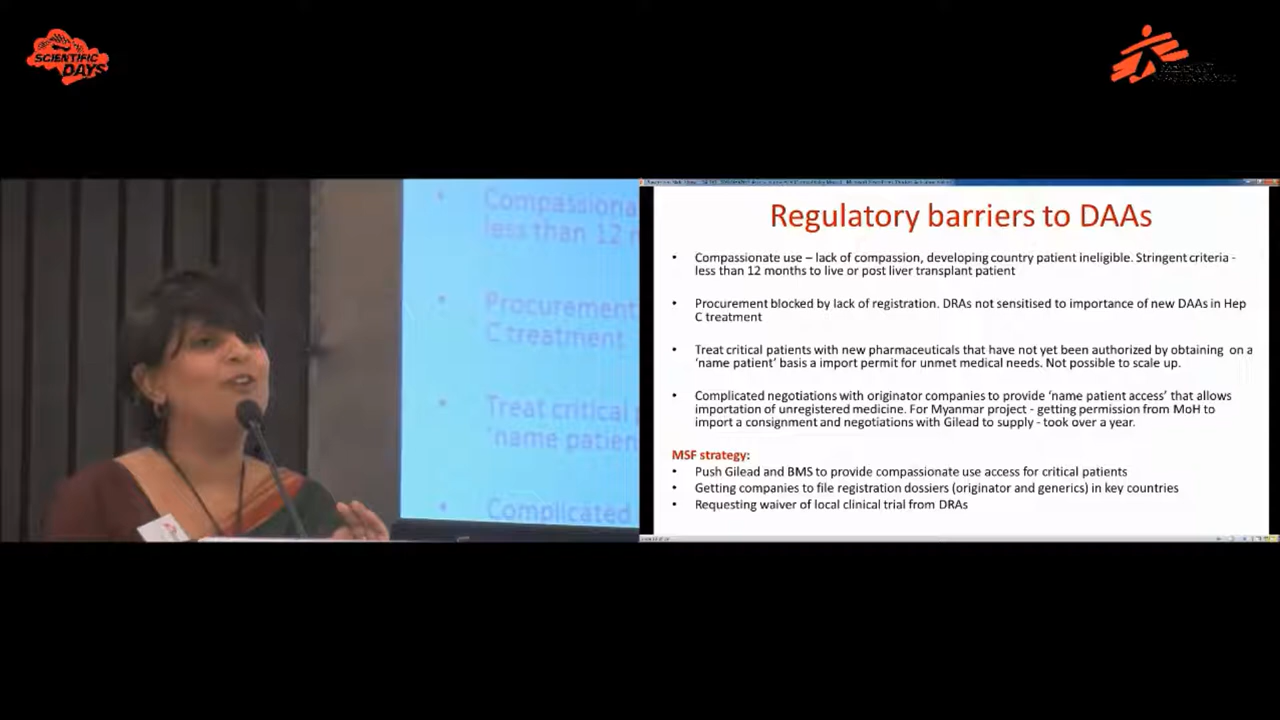 SCIENTIFIC
DAYS
Compassiona
less than 12 m
Procurement
C treatment
Treat critical
'name patien
Complicated
Regulatory barriers to DAAs
• Compassionate use – lack of compassion, developing country patient ineligible. Stringent criteria -
less than 12 months to live or post liver transplant patient
• Procurement blocked by lack of registration. DRAs not sensitised to importance of new DAAs in Hep
C treatment
• Treat critical patients with new pharmaceuticals that have not yet been authorized by obtaining on a
'name patient' basis a import permit for unmet medical needs. Not possible to scale up.
• Complicated negotiations with originator companies to provide 'name patient access' that allows
importation of unregistered medicine. For Myanmar project - getting permission from MoH to
import a consignment and negotiations with Gilead to supply - took over a year.
MSF strategy:
• Push Gilead and BMS to provide compassionate use access for critical patients
• Getting companies to file registration dossiers (originator and generics) in key countries
• Requesting waiver of local clinical trial from DRAs